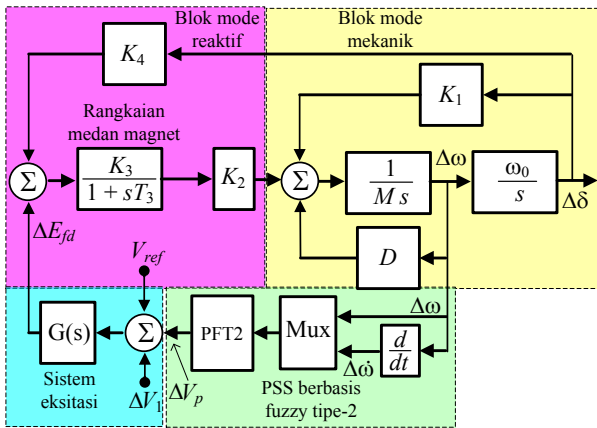 Blok mode
reaktif
Blok mode
mekanik
K4
K1
Rangkaian
medan magnet
Σ
K3
1 + sT3
K2
Σ
1
M s
Δω
ω0
s
Δδ
D
ΔEfd
Vref
G(s)
Σ
PFT2
Mux
Δω
d
dt
Δω̇
Sistem
eksitasi
ΔV1
ΔVp
PSS berbasis
fuzzy tipe-2